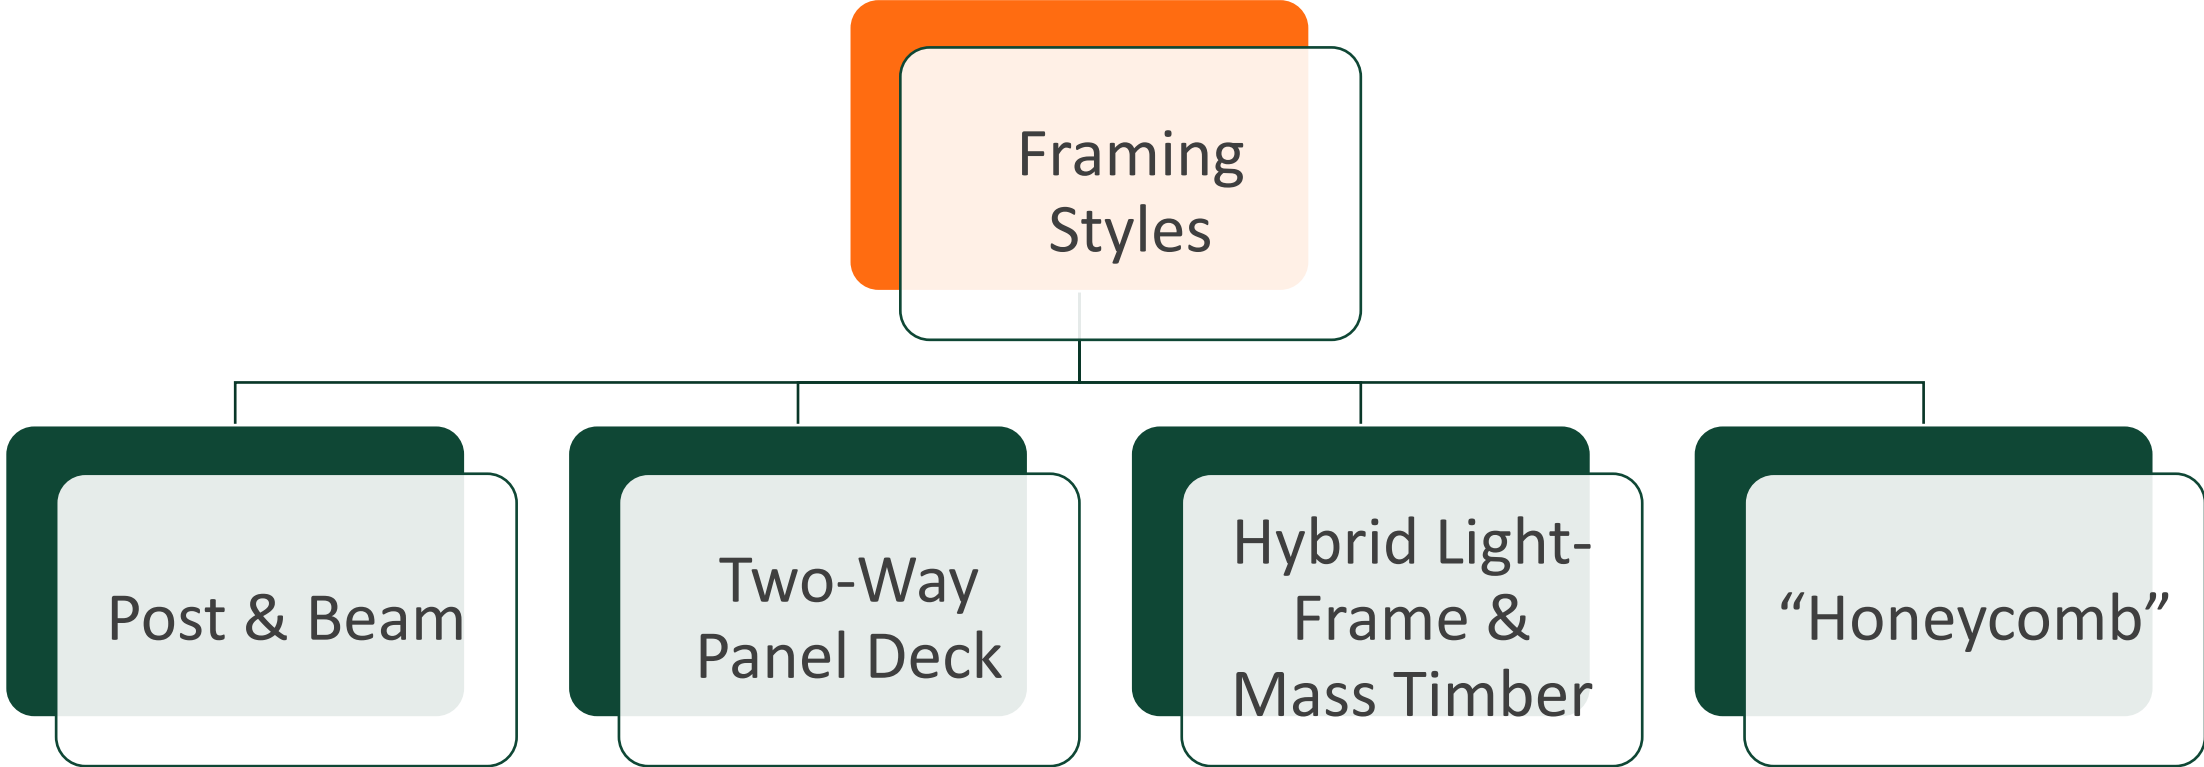 Framing
Styles
Post & Beam
Two-Way
Panel Deck
Hybrid Light-
Frame &
Mass Timber
“Honeycomb”